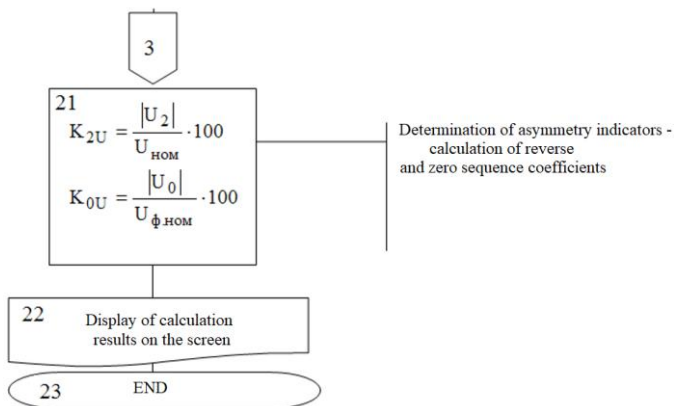 3
21
K₂U = |U₂| / Uном · 100
K₀U = |U₀| / Uф.ном · 100
Determination of asymmetry indicators -
calculation of reverse
and zero sequence coefficients
22
Display of calculation
results on the screen
23
END